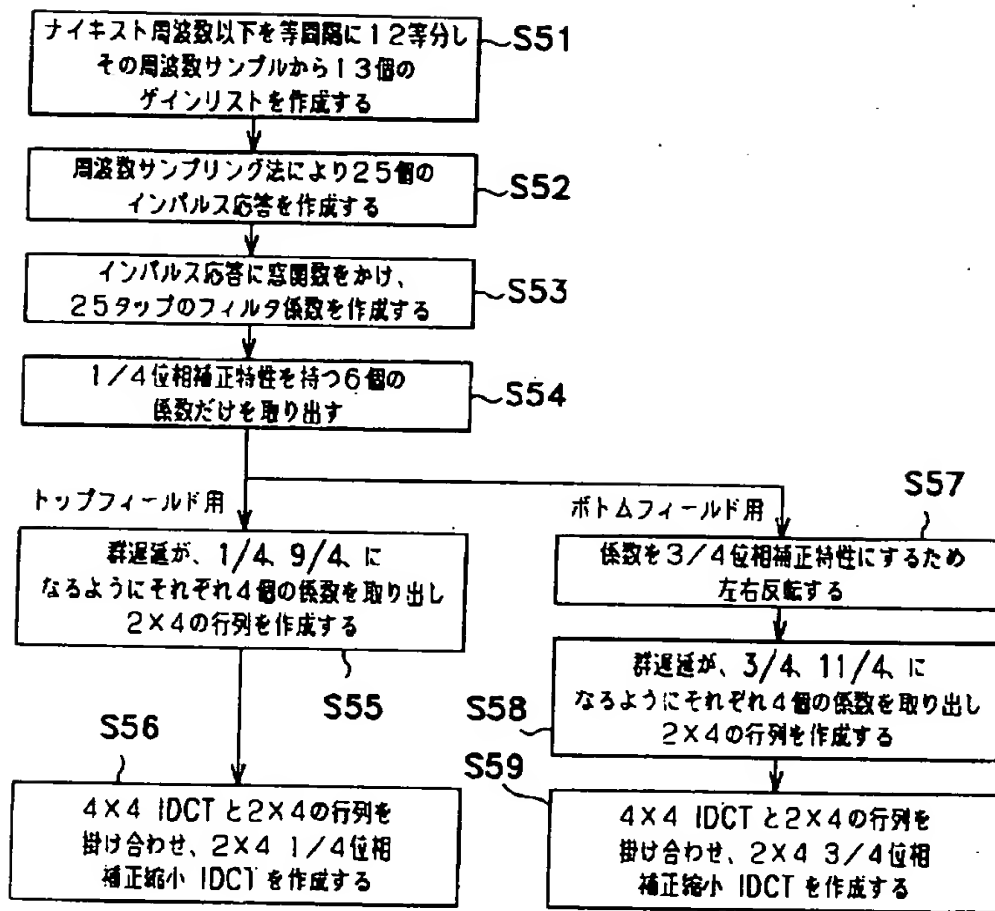 ナイキスト周波数以下を等間隔に12等分し
その周波数サンプルから13個の
ゲインリストを作成する
S51
周波数サンプリング法により25個の
インパルス応答を作成する
S52
インパルス応答に窓関数をかけ、
25タップのフィルタ係数を作成する
S53
1/4位相補正特性を持つ6個の
係数だけを取り出す
S54
トップフィールド用
群遅延が、1/4、9/4、に
なるようにそれぞれ4個の係数を取り出し
2×4の行列を作成する
S55
S56
4×4 IDCTと2×4の行列を
掛け合わせ、2×4 1/4位相
補正縮小 IDCTを作成する
ボトムフィールド用
S57
係数を3/4位相補正特性にするため
左右反転する
群遅延が、3/4、11/4、に
なるようにそれぞれ4個の係数を取り出し
2×4の行列を作成する
S58
S59
4×4 IDCTと2×4の行列を
掛け合わせ、2×4 3/4位相
補正縮小 IDCTを作成する